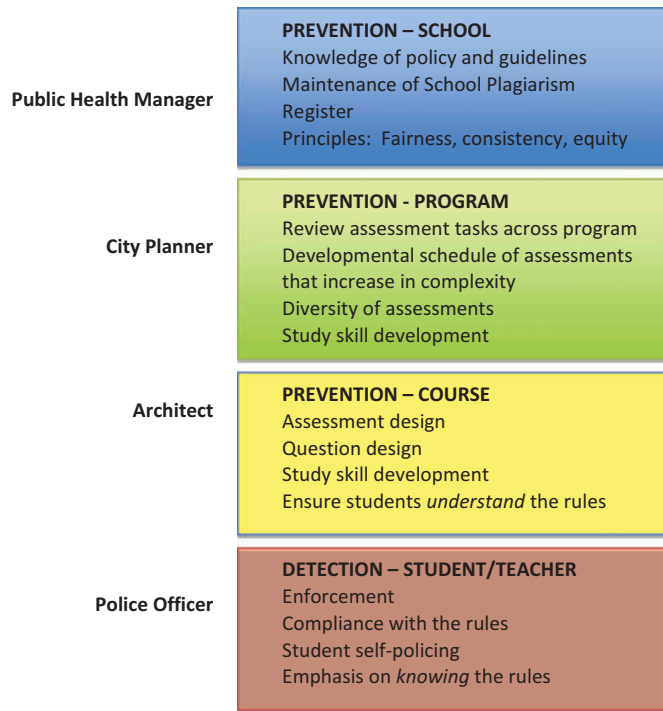 Public Health Manager
PREVENTION – SCHOOL
Knowledge of policy and guidelines
Maintenance of School Plagiarism
Register
Principles:  Fairness, consistency, equity
City Planner
PREVENTION - PROGRAM
Review assessment tasks across program
Developmental schedule of assessments
that increase in complexity
Diversity of assessments
Study skill development
Architect
PREVENTION – COURSE
Assessment design
Question design
Study skill development
Ensure students understand the rules
Police Officer
DETECTION – STUDENT/TEACHER
Enforcement
Compliance with the rules
Student self-policing
Emphasis on knowing the rules